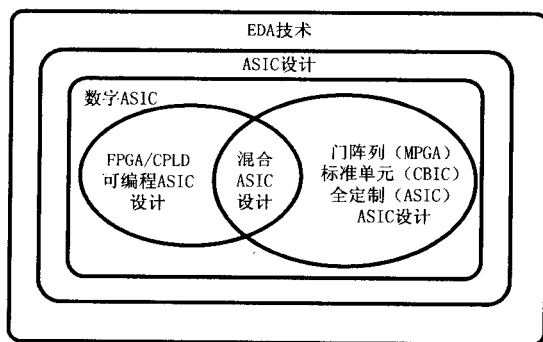 EDA技术
ASIC设计
数字ASIC
FPGA/CPLD
可编程ASIC
设计
混合
ASIC
设计
门阵列（MPGA）
标准单元（CBIC）
全定制（ASIC）
ASIC设计